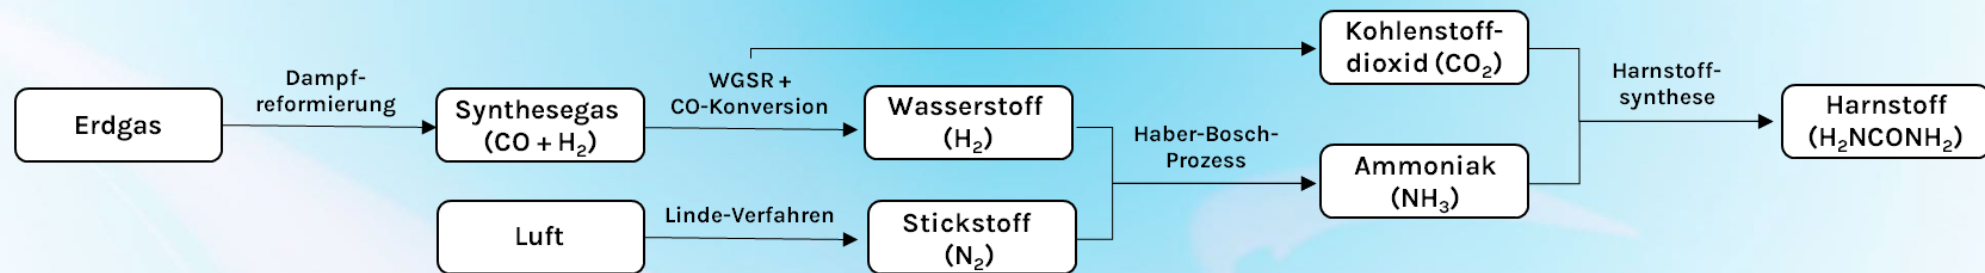 Erdgas
Dampf-
reformierung
Synthesegas
(CO + H₂)
WGSR +
CO-Konversion
Wasserstoff
(H₂)
Luft
Linde-Verfahren
Stickstoff
(N₂)
Haber-Bosch-
Prozess
Kohlenstoff-
dioxid (CO₂)
Ammoniak
(NH₃)
Harnstoff-
synthese
Harnstoff
(H₂NCONH₂)